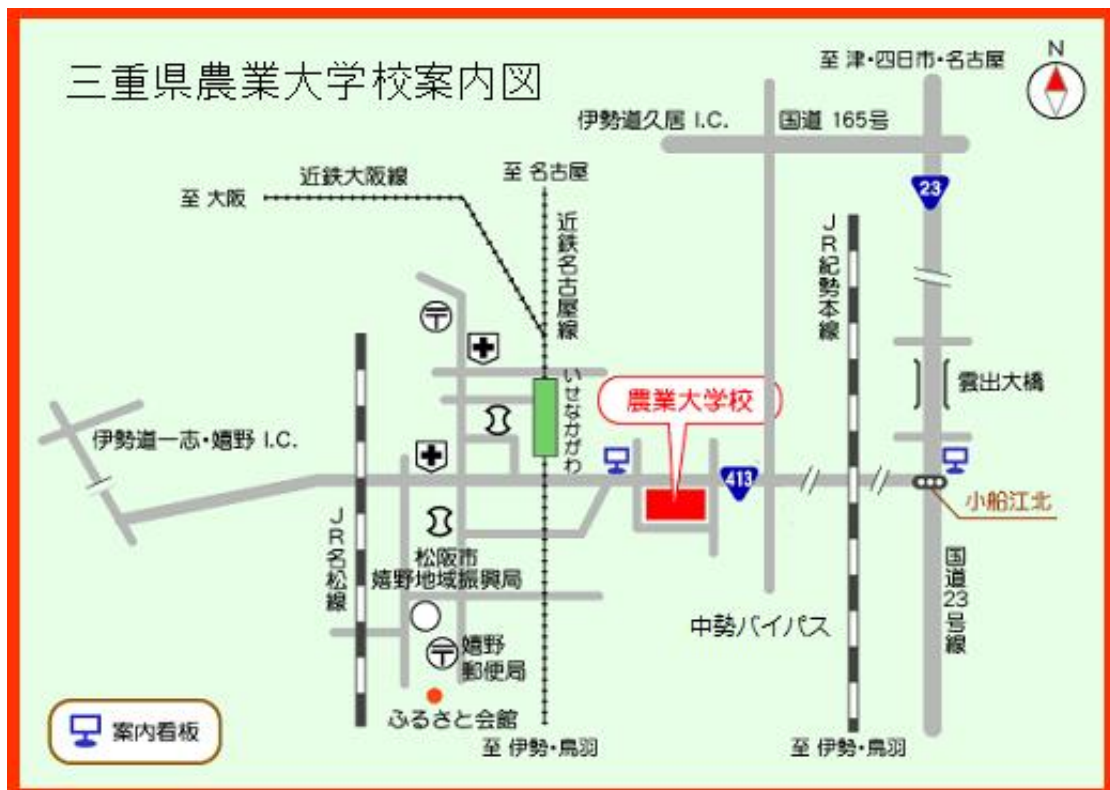 三重県農業大学校案内図
至 津・四日市・名古屋
N
伊勢道久居 I.C.
国道 165号
近鉄大阪線
至 名古屋
至 大阪
23
近鉄名古屋線
JR紀勢本線
いせなかがわ
農業大学校
雲出大橋
伊勢道一志・嬉野 I.C.
413
小船江北
JR名松線
松阪市
嬉野地域振興局
国道23号線
中勢バイパス
嬉野
郵便局
ふるさと会館
案内看板
至 伊勢・鳥羽
至 伊勢・鳥羽